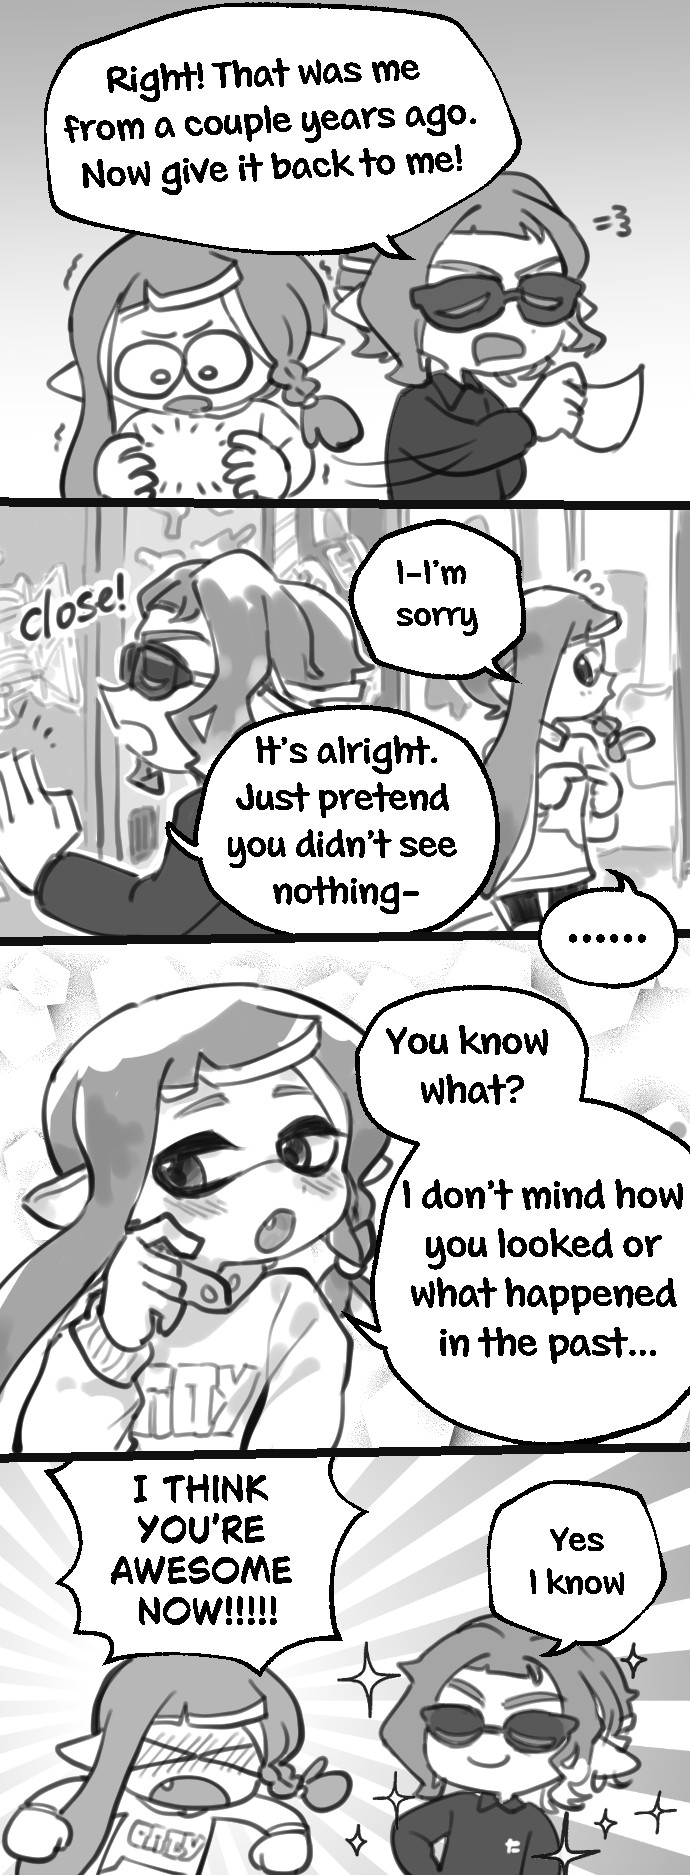 Right! That was me
from a couple years ago.
Now give it back to me!
close!
I-I'm
sorry
It's alright.
Just pretend
you didn't see
nothing-
......
You know
what?
I don't mind how
you looked or
what happened
in the past...
I THINK
YOU'RE
AWESOME
NOW!!!!!
Yes
I know